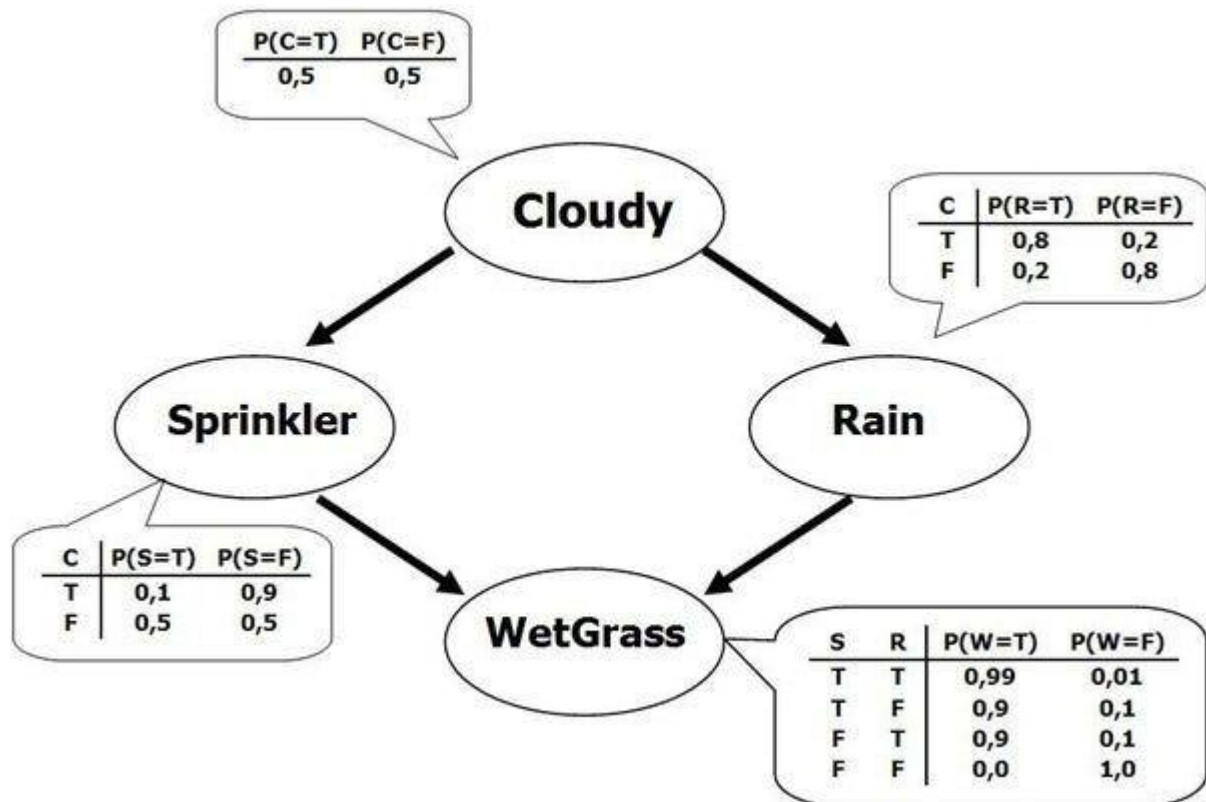 P(C=T) P(C=F)
0,5 0,5
Cloudy
C P(R=T) P(R=F)
T 0,8 0,2
F 0,2 0,8
Sprinkler
Rain
C P(S=T) P(S=F)
T 0,1 0,9
F 0,5 0,5
WetGrass
S R P(W=T) P(W=F)
T T 0,99 0,01
T F 0,9 0,1
F T 0,9 0,1
F F 0,0 1,0